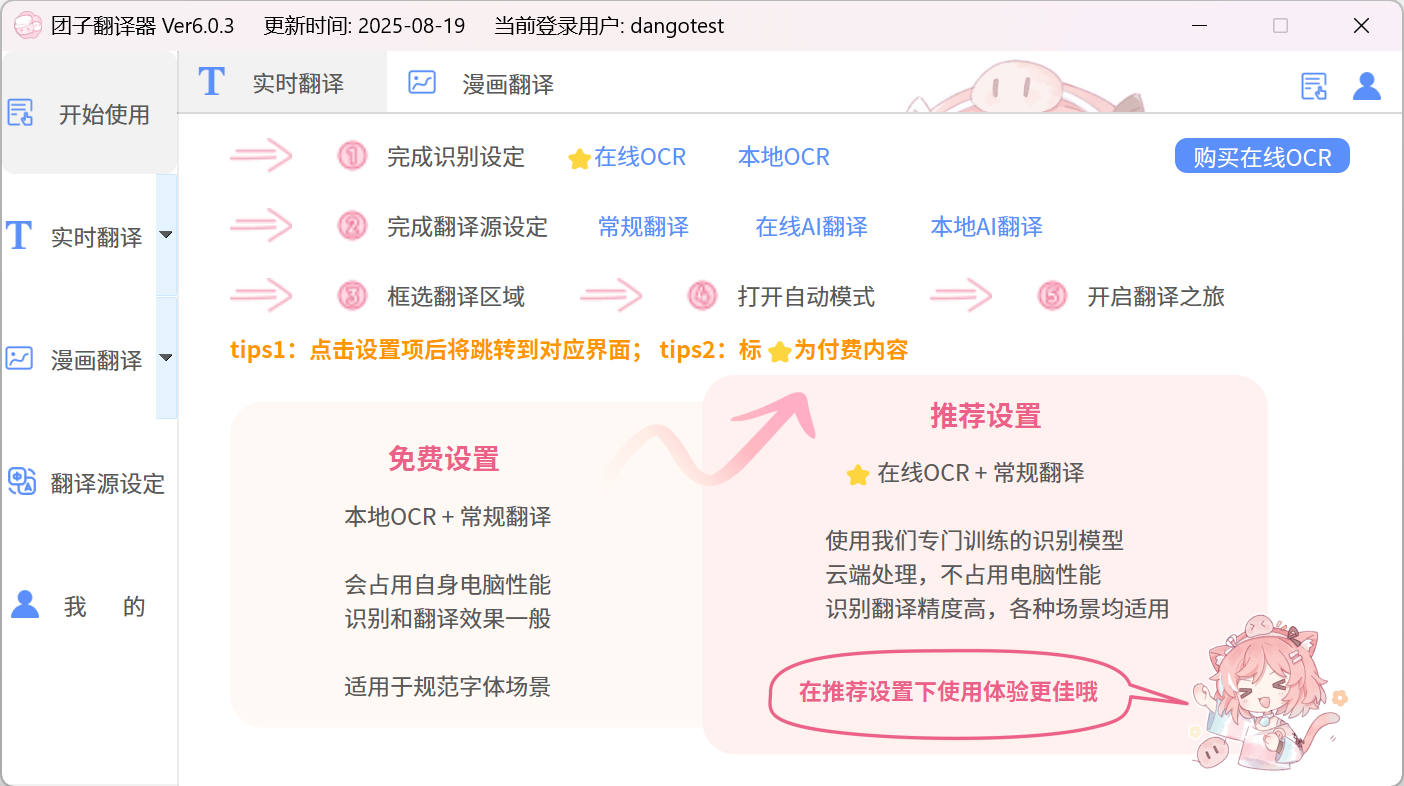 团子翻译器 Ver6.0.3 更新时间: 2025-08-19 当前登录用户: dangotest
开始使用
实时翻译
漫画翻译
翻译源设定
我 的
T 实时翻译 漫画翻译
① 完成识别设定 在线OCR 本地OCR 购买在线OCR
② 完成翻译源设定 常规翻译 在线AI翻译 本地AI翻译
③ 框选翻译区域 ④ 打开自动模式 ⑤ 开启翻译之旅
tips1：点击设置项后将跳转到对应界面； tips2：标 为付费内容
免费设置
本地OCR + 常规翻译
会占用自身电脑性能
识别和翻译效果一般
适用于规范字体场景
推荐设置
在线OCR + 常规翻译
使用我们专门训练的识别模型
云端处理，不占用电脑性能
识别翻译精度高，各种场景均适用
在推荐设置下使用体验更佳哦